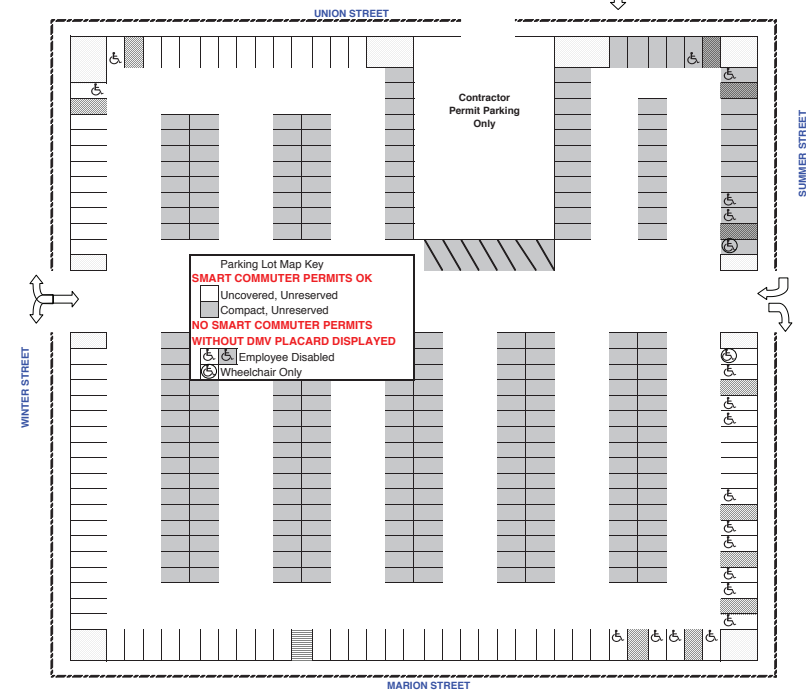 UNION STREET
Contractor
Permit Parking
Only
SUMMER STREET
Parking Lot Map Key
SMART COMMUTER PERMITS OK
Uncovered, Unreserved
Compact, Unreserved
NO SMART COMMUTER PERMITS
WITHOUT DMV PLACARD DISPLAYED
Employee Disabled
Wheelchair Only
WINTER STREET
MARION STREET